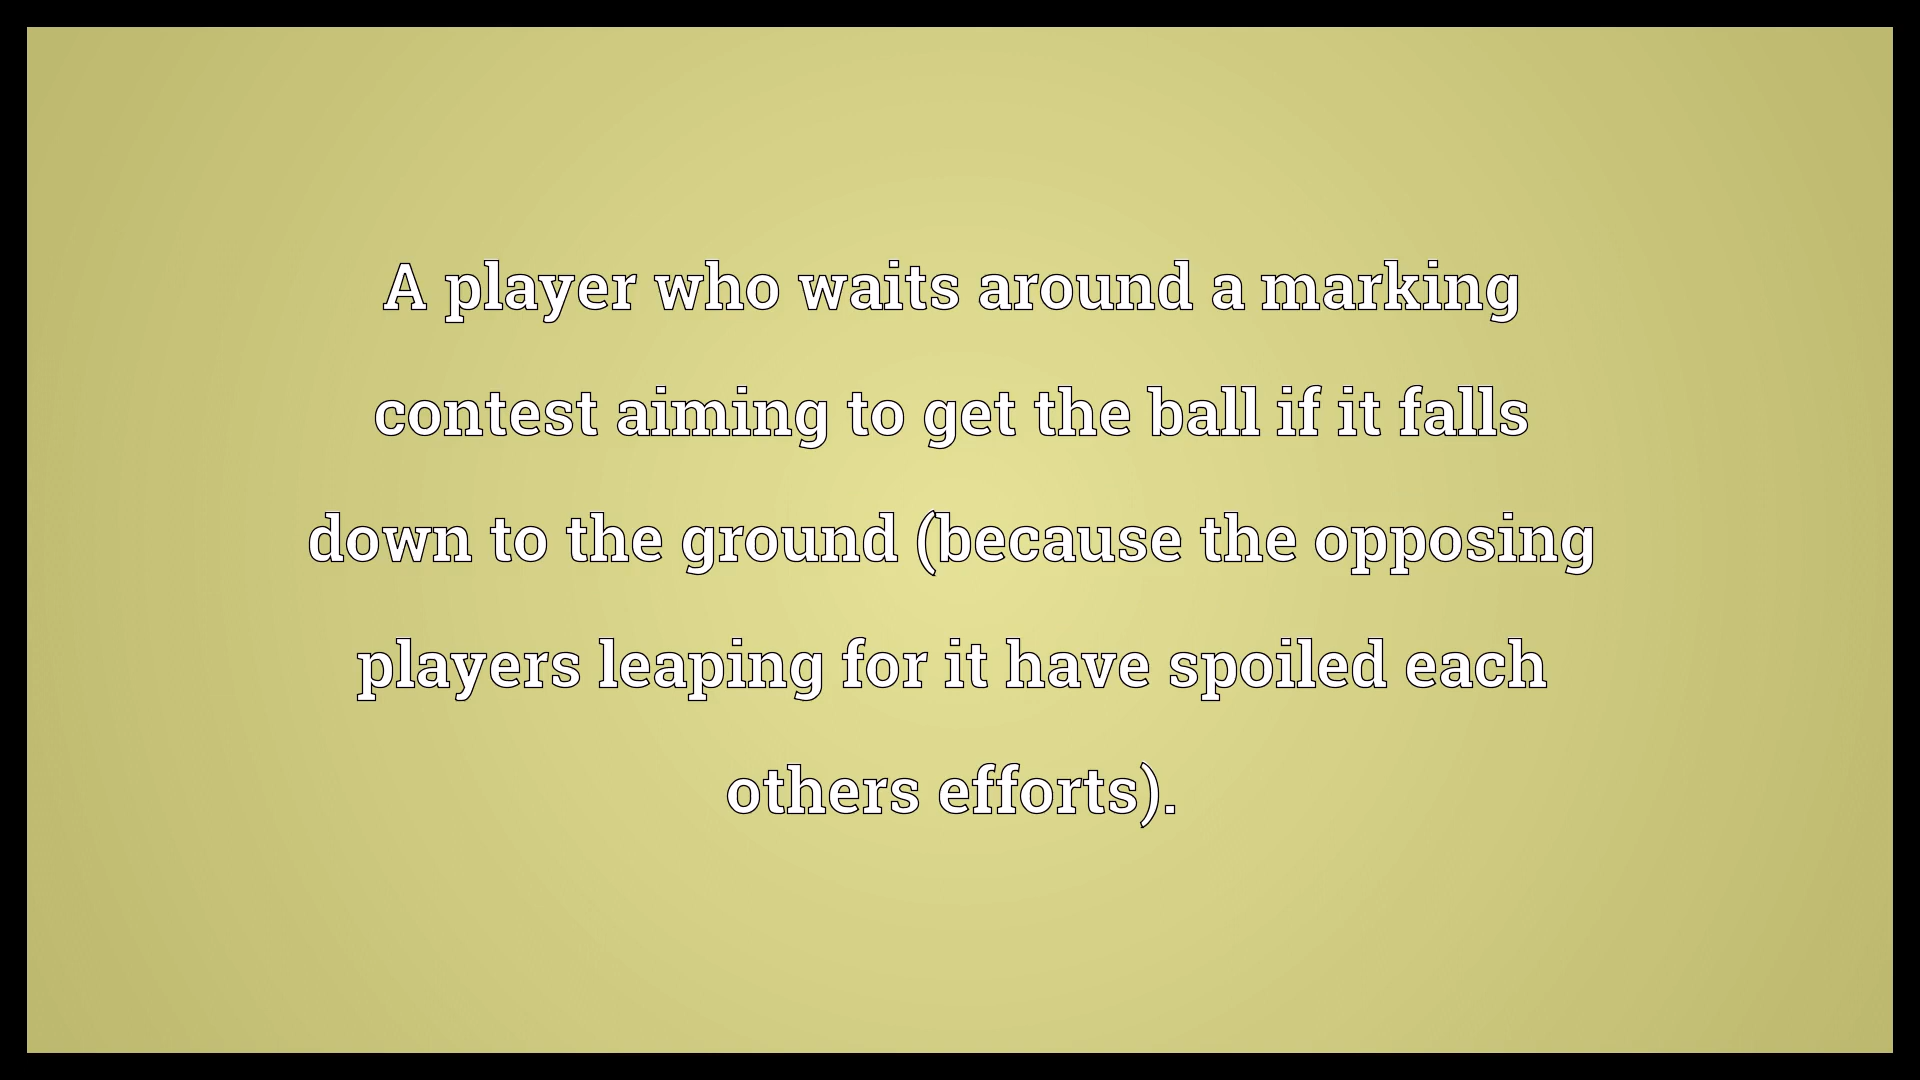 A player who waits around a marking
contest aiming to get the ball if it falls
down to the ground (because the opposing
players leaping for it have spoiled each
others efforts).